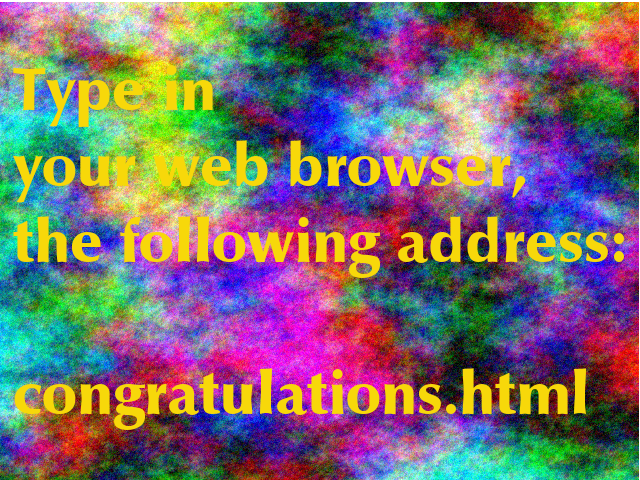 Type in
your web browser,
the following address:
congratulations.html